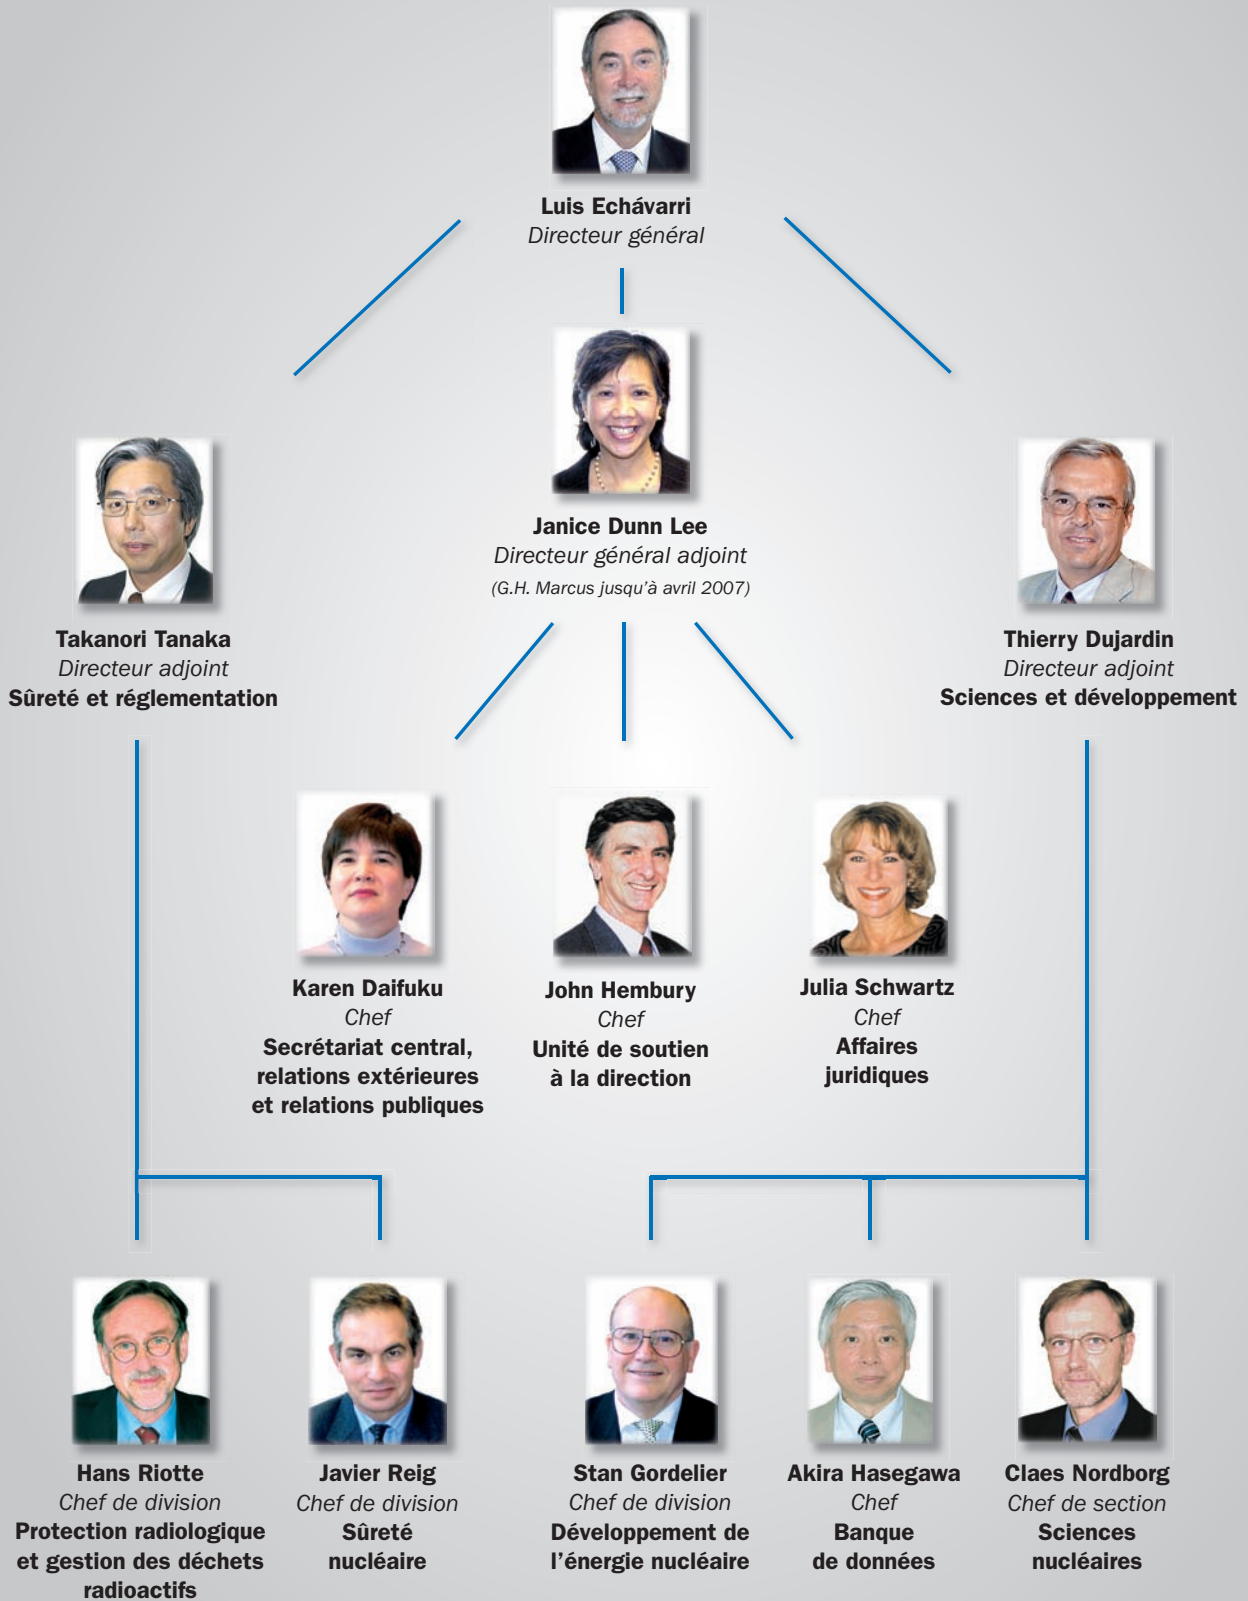 Luis Echávarri
Directeur général
Janice Dunn Lee
Directeur général adjoint
(G.H. Marcus jusqu'à avril 2007)
Takanori Tanaka
Directeur adjoint
Sûreté et réglementation
Thierry Dujardin
Directeur adjoint
Sciences et développement
Karen Daifuku
Chef
Secrétariat central,
relations extérieures
et relations publiques
John Hembury
Chef
Unité de soutien
à la direction
Julia Schwartz
Chef
Affaires
juridiques
Hans Riotte
Chef de division
Protection radiologique
et gestion des déchets
radioactifs
Javier Reig
Chef de division
Sûreté
nucléaire
Stan Gordelier
Chef de division
Développement de
l'énergie nucléaire
Akira Hasegawa
Chef
Banque
de données
Claes Nordborg
Chef de section
Sciences
nucléaires